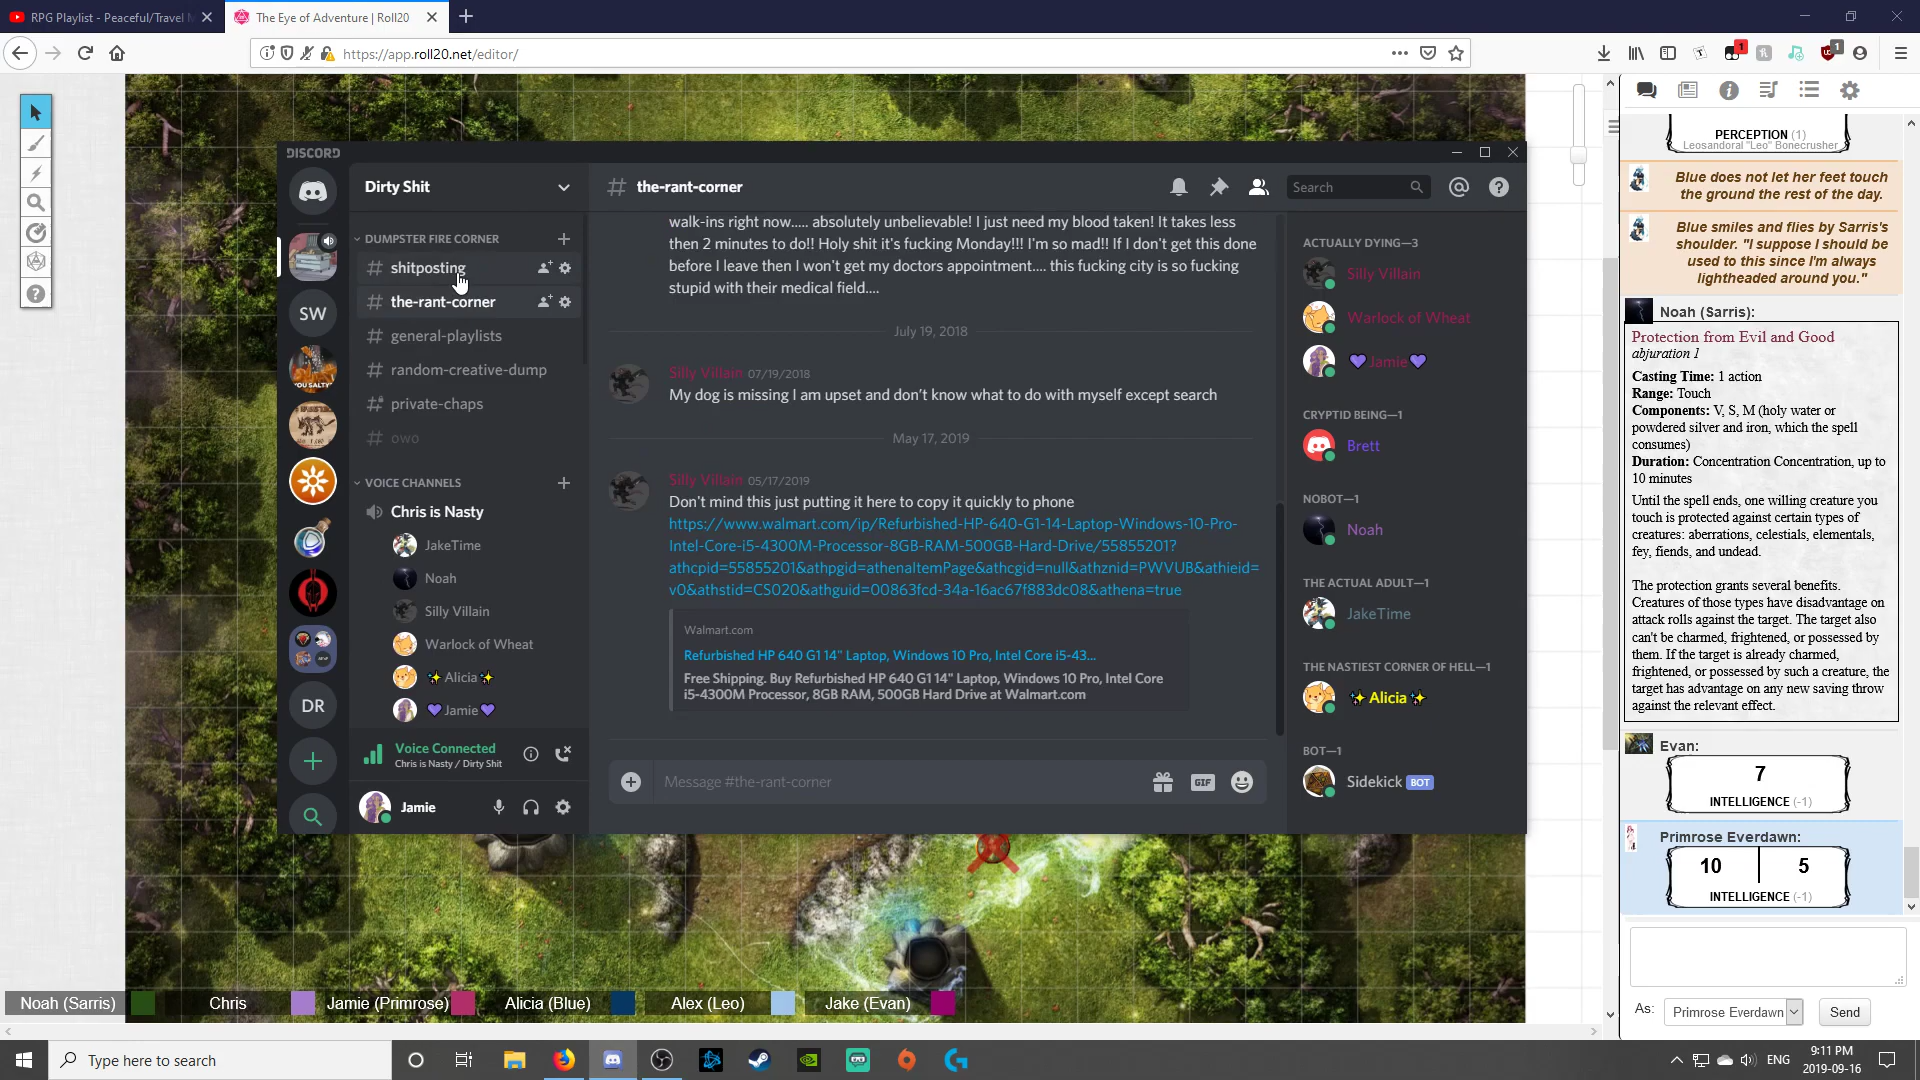 RPG Playlist - Peaceful/Travel M
The Eye of Adventure | Roll20
https://app.roll20.net/editor/
1
1
DISCORD
Dirty Shit
# the-rant-corner
Search
SW
DR
DUMPSTER FIRE CORNER
# shitposting
# the-rant-corner
# general-playlists
# random-creative-dump
# private-chaps
# owo
VOICE CHANNELS
Chris is Nasty
JakeTime
Noah
Silly Villain
Warlock of Wheat
✨Alicia✨
💜Jamie💜
Voice Connected
Chris is Nasty / Dirty Shit
Jamie
walk-ins right now..... absolutely unbelievable! I just need my blood taken! It takes less
then 2 minutes to do!! Holy shit it's fucking Monday!!! I'm so mad!! If I don't get this done
before I leave then I won't get my doctors appointment.... this fucking city is so fucking
stupid with their medical field....
July 19, 2018
Silly Villain 07/19/2018
My dog is missing I am upset and don't know what to do with myself except search
May 17, 2019
Silly Villain 05/17/2019
Don't mind this just putting it here to copy it quickly to phone
https://www.walmart.com/ip/Refurbished-HP-640-G1-14-Laptop-Windows-10-Pro-
Intel-Core-i5-4300M-Processor-8GB-RAM-500GB-Hard-Drive/55855201?
athcpid=55855201&athpgid=athenaItemPage&athcgid=null&athznid=PWVUB&athieid=
v0&athstid=CS020&athguid=00863fcd-34a-16ac67f883dc08&athena=true
Walmart.com
Refurbished HP 640 G1 14" Laptop, Windows 10 Pro, Intel Core i5-43...
Free Shipping. Buy Refurbished HP 640 G1 14" Laptop, Windows 10 Pro, Intel Core
i5-4300M Processor, 8GB RAM, 500GB Hard Drive at Walmart.com
Message #the-rant-corner
GIF
ACTUALLY DYING—3
Silly Villain
Warlock of Wheat
💜Jamie💜
CRYPTID BEING—1
Brett
NOBOT—1
Noah
THE ACTUAL ADULT—1
JakeTime
THE NASTIEST CORNER OF HELL—1
✨Alicia✨
BOT—1
Sidekick BOT
PERCEPTION (1)
Leosandoral "Leo" Bonecrusher
Blue does not let her feet touch
the ground the rest of the day.
Blue smiles and flies by Sarris's
shoulder. "I suppose I should be
used to this since I'm always
lightheaded around you."
Noah (Sarris):
Protection from Evil and Good
abjuration 1
Casting Time: 1 action
Range: Touch
Components: V, S, M (holy water or
powdered silver and iron, which the spell
consumes)
Duration: Concentration Concentration, up to
10 minutes
Until the spell ends, one willing creature you
touch is protected against certain types of
creatures: aberrations, celestials, elementals,
fey, fiends, and undead.
The protection grants several benefits.
Creatures of those types have disadvantage on
attack rolls against the target. The target also
can't be charmed, frightened, or possessed by
them. If the target is already charmed,
frightened, or possessed by such a creature, the
target has advantage on any new saving throw
against the relevant effect.
Evan:
7
INTELLIGENCE (-1)
Primrose Everdawn:
10 5
INTELLIGENCE (-1)
As: Primrose Everdawn
Send
Noah (Sarris)
Chris
Jamie (Primrose)
Alicia (Blue)
Alex (Leo)
Jake (Evan)
Type here to search
ENG
9:11 PM
2019-09-16